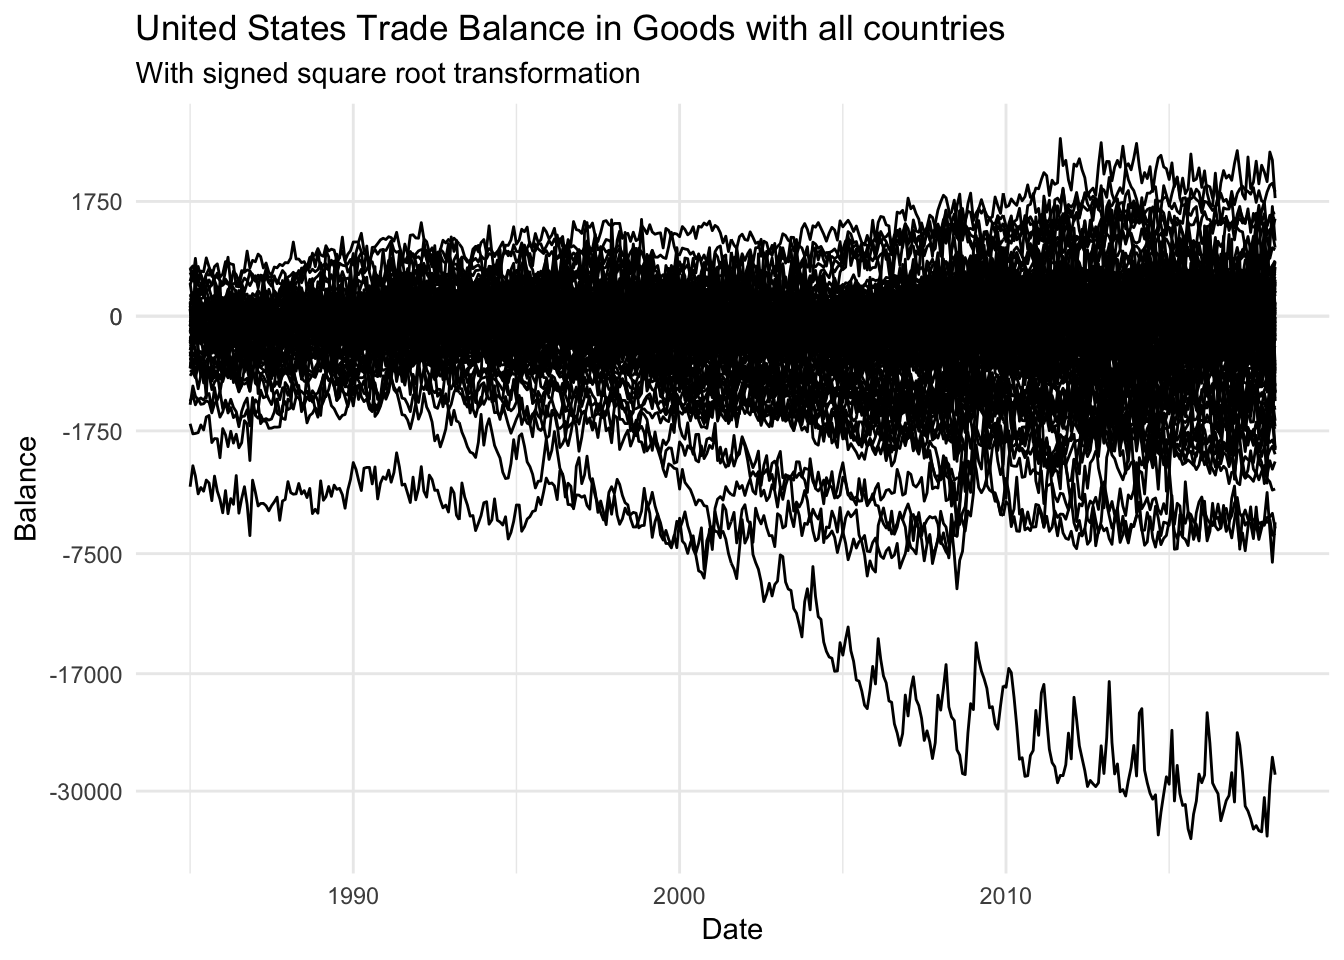 United States Trade Balance in Goods with all countries
With signed square root transformation
1750
0
-1750
-7500
-17000
-30000
Balance
1990
2000
2010
Date